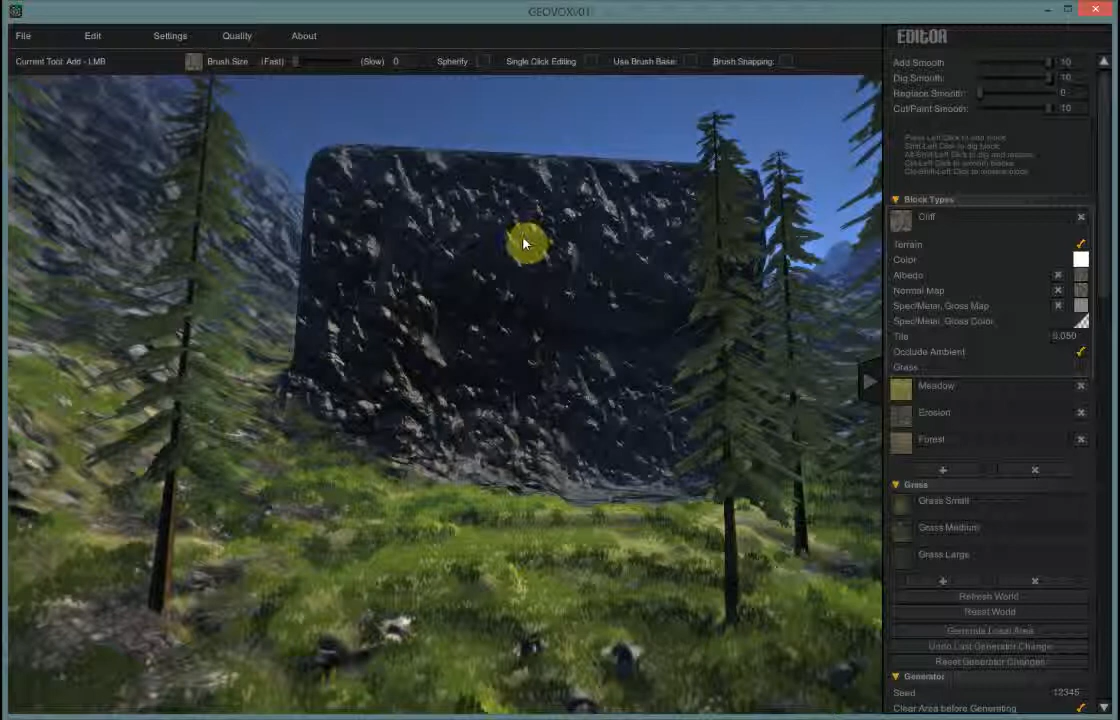 GEOVOXv01
File Edit Settings Quality About
Current Tool: Add - LMB Brush Size (Fast) (Slow) 0 Spherify Single Click Editing Use Brush Base: Brush Snapping:
EDITOR
Add Smooth 10
Dig Smooth: 10
Replace Smooth: 0
Cut/Paint Smooth: 10
Block Types
Cliff
Terrain
Color
Albedo
Normal Map
Spec/Metal, Gloss Map
Spec/Metal, Gloss Color
Tile 0.050
Occlude Ambient
Grass
Meadow
Erosion
Forest
Grass
Grass Small
Grass Medium
Grass Large
Refresh World
Reset World
Generate Local Area
Undo Last Generator Change
Reset Generator Changes
Generator
Seed 12345
Clear Area before Generating